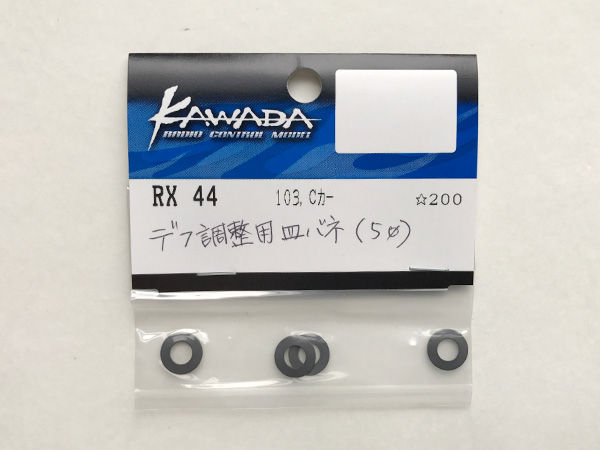 KAWADA
RADIO CONTROL MODEL
RX 44 103,Cカー ☆200
デフ調整用皿バネ(5φ)